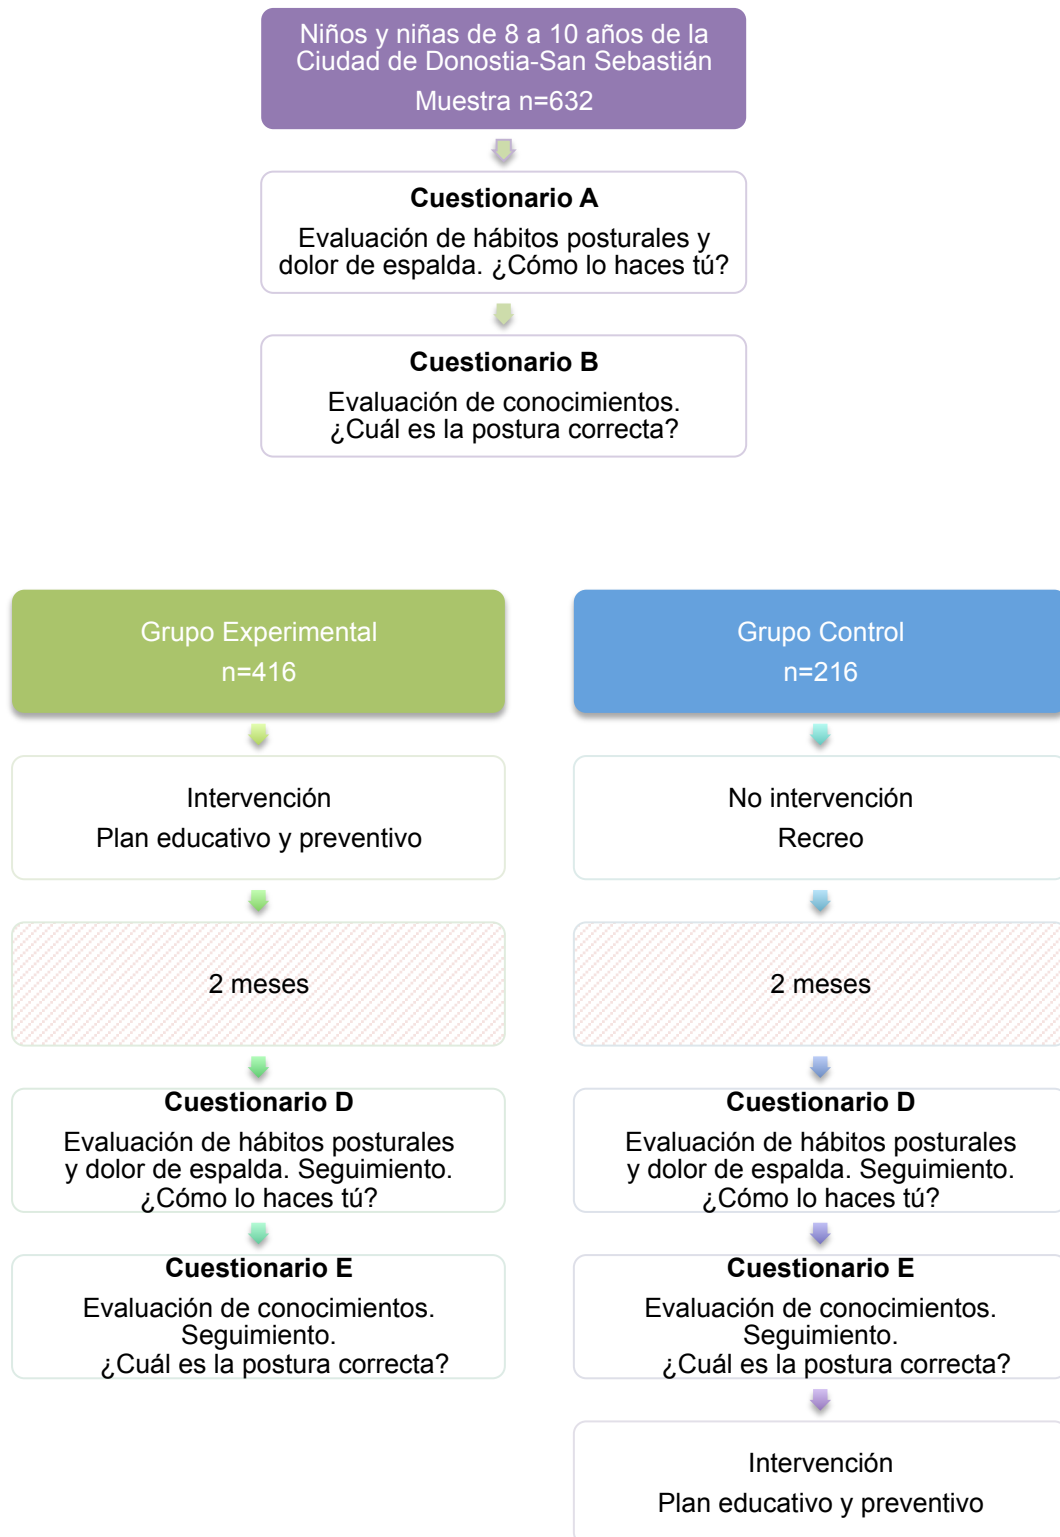 Niños y niñas de 8 a 10 años de la
Ciudad de Donostia-San Sebastián
Muestra n=632
Cuestionario A
Evaluación de hábitos posturales y
dolor de espalda. ¿Cómo lo haces tú?
Cuestionario B
Evaluación de conocimientos.
¿Cuál es la postura correcta?
Grupo Experimental
n=416
Intervención
Plan educativo y preventivo
2 meses
Cuestionario D
Evaluación de hábitos posturales
y dolor de espalda. Seguimiento.
¿Cómo lo haces tú?
Cuestionario E
Evaluación de conocimientos.
Seguimiento.
¿Cuál es la postura correcta?
Grupo Control
n=216
No intervención
Recreo
2 meses
Cuestionario D
Evaluación de hábitos posturales
y dolor de espalda. Seguimiento.
¿Cómo lo haces tú?
Cuestionario E
Evaluación de conocimientos.
Seguimiento.
¿Cuál es la postura correcta?
Intervención
Plan educativo y preventivo